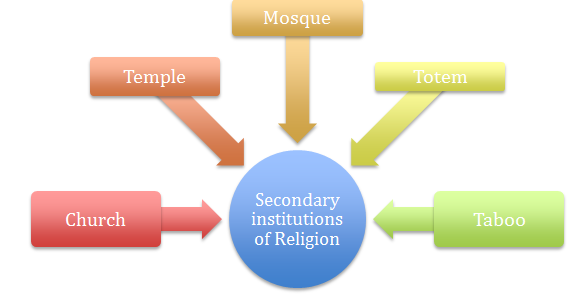 Mosque
Temple
Totem
Church
Secondary
institutions
of Religion
Taboo